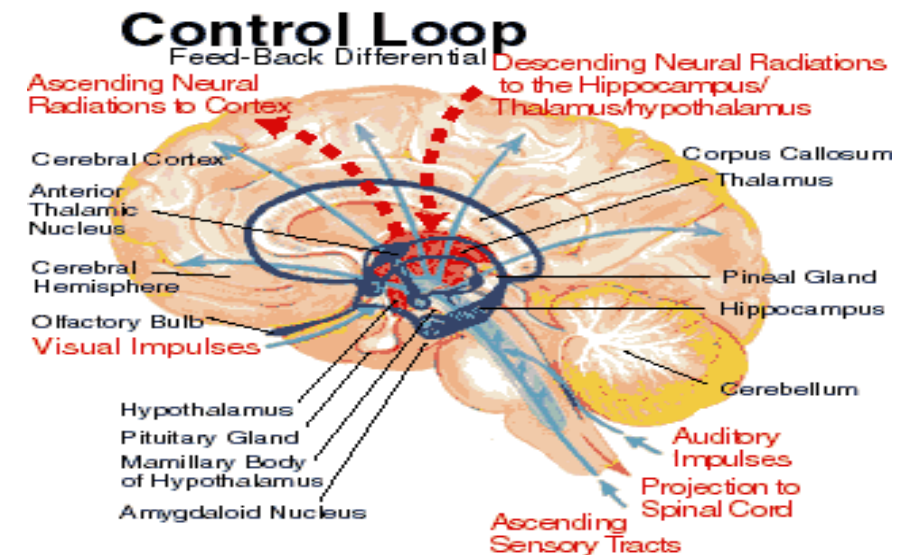 Control Loop
Feed-Back Differential
Ascending Neural
Radiations to Cortex
Descending Neural Radiations
to the Hippocampus/
Thalamus/hypothalamus
Cerebral Cortex
Anterior
Thalamic
Nucleus
Cerebral
Hemisphere
Olfactory Bulb
Visual Impulses
Corpus Callosum
Thalamus
Pineal Gland
Hippocampus
Cerebellum
Hypothalamus
Pituitary Gland
Mamillary Body
of Hypothalamus
Amygdaloid Nucleus
Auditory
Impulses
Projection to
Spinal Cord
Ascending
Sensory Tracts